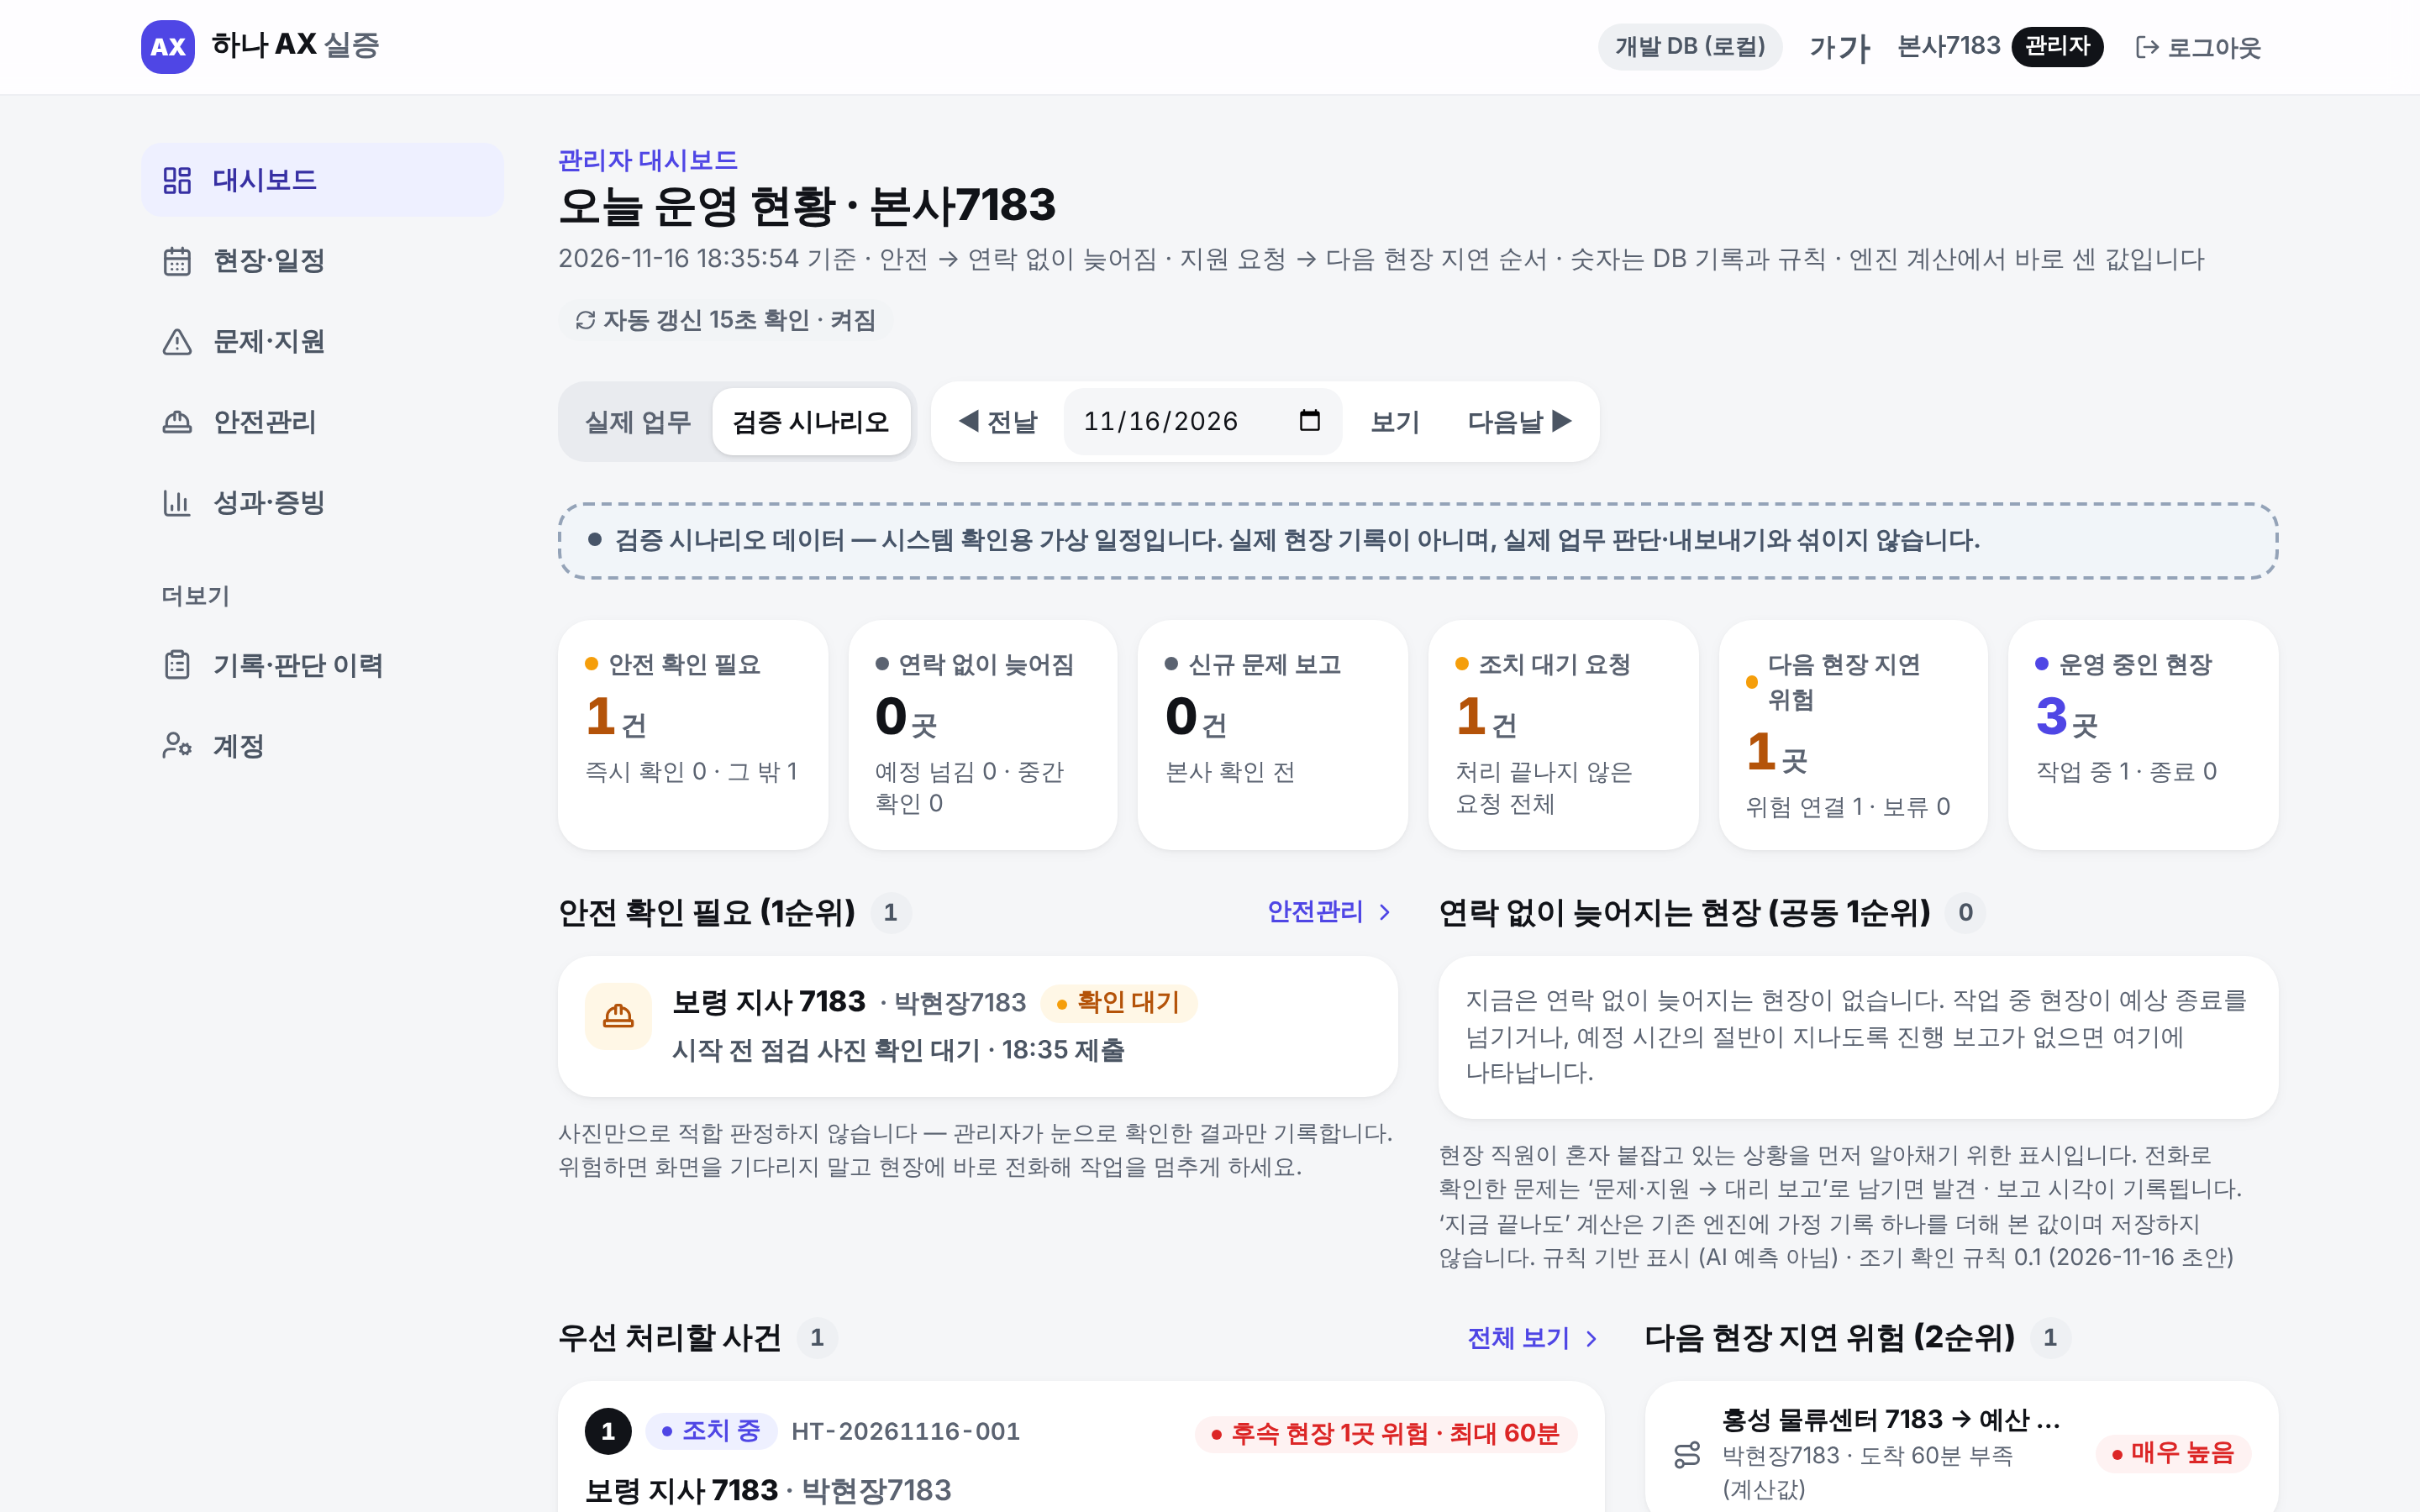 AX 하나 AX 실증
개발 DB (로컬) 가가 본사7183 관리자 로그아웃
대시보드
현장·일정
문제·지원
안전관리
성과·증빙
더보기
기록·판단 이력
계정
관리자 대시보드
오늘 운영 현황 · 본사7183
2026-11-16 18:35:54 기준 · 안전 → 연락 없이 늦어짐 · 지원 요청 → 다음 현장 지연 순서 · 숫자는 DB 기록과 규칙 · 엔진 계산에서 바로 센 값입니다
자동 갱신 15초 확인 · 켜짐
실제 업무 검증 시나리오 ◀ 전날 11/16/2026 보기 다음날 ▶
검증 시나리오 데이터 — 시스템 확인용 가상 일정입니다. 실제 현장 기록이 아니며, 실제 업무 판단·내보내기와 섞이지 않습니다.
안전 확인 필요
1 건
즉시 확인 0 · 그 밖 1
연락 없이 늦어짐
0 곳
예정 넘김 0 · 중간
확인 0
신규 문제 보고
0 건
본사 확인 전
조치 대기 요청
1 건
처리 끝나지 않은
요청 전체
다음 현장 지연
위험
1 곳
위험 연결 1 · 보류 0
운영 중인 현장
3 곳
작업 중 1 · 종료 0
안전 확인 필요 (1순위) 1 안전관리
보령 지사 7183 · 박현장7183 확인 대기
시작 전 점검 사진 확인 대기 · 18:35 제출
사진만으로 적합 판정하지 않습니다 — 관리자가 눈으로 확인한 결과만 기록합니다.
위험하면 화면을 기다리지 말고 현장에 바로 전화해 작업을 멈추게 하세요.
연락 없이 늦어지는 현장 (공동 1순위) 0
지금은 연락 없이 늦어지는 현장이 없습니다. 작업 중 현장이 예상 종료를
넘기거나, 예정 시간의 절반이 지나도록 진행 보고가 없으면 여기에
나타납니다.
현장 직원이 혼자 붙잡고 있는 상황을 먼저 알아채기 위한 표시입니다. 전화로
확인한 문제는 ‘문제·지원 → 대리 보고’로 남기면 발견 · 보고 시각이 기록됩니다.
‘지금 끝나도’ 계산은 기존 엔진에 가정 기록 하나를 더해 본 값이며 저장하지
않습니다. 규칙 기반 표시 (AI 예측 아님) · 조기 확인 규칙 0.1 (2026-11-16 초안)
우선 처리할 사건 1 전체 보기
1 조치 중 HT-20261116-001 후속 현장 1곳 위험 · 최대 60분
보령 지사 7183 · 박현장7183
다음 현장 지연 위험 (2순위) 1
홍성 물류센터 7183 → 예산 ...
박현장7183 · 도착 60분 부족
(계산값)
매우 높음